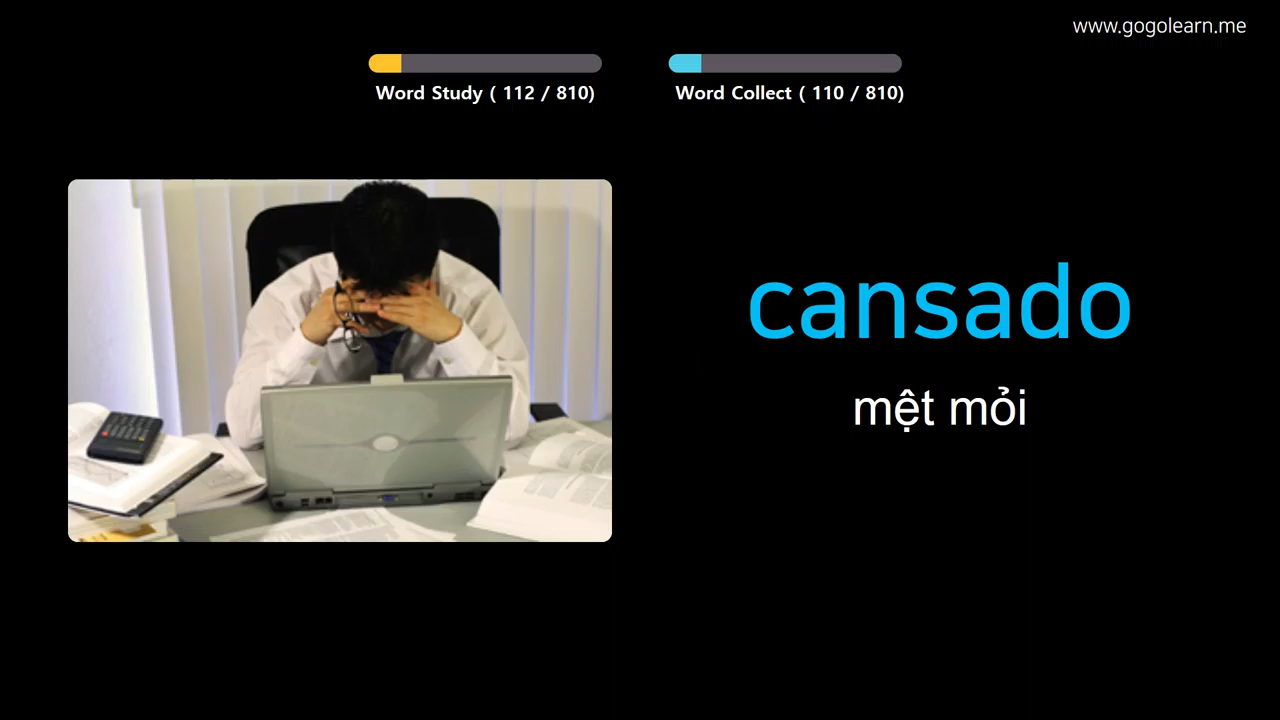 www.gogolearn.me
Word Study ( 112 / 810)
Word Collect ( 110 / 810)
cansado
mệt mỏi